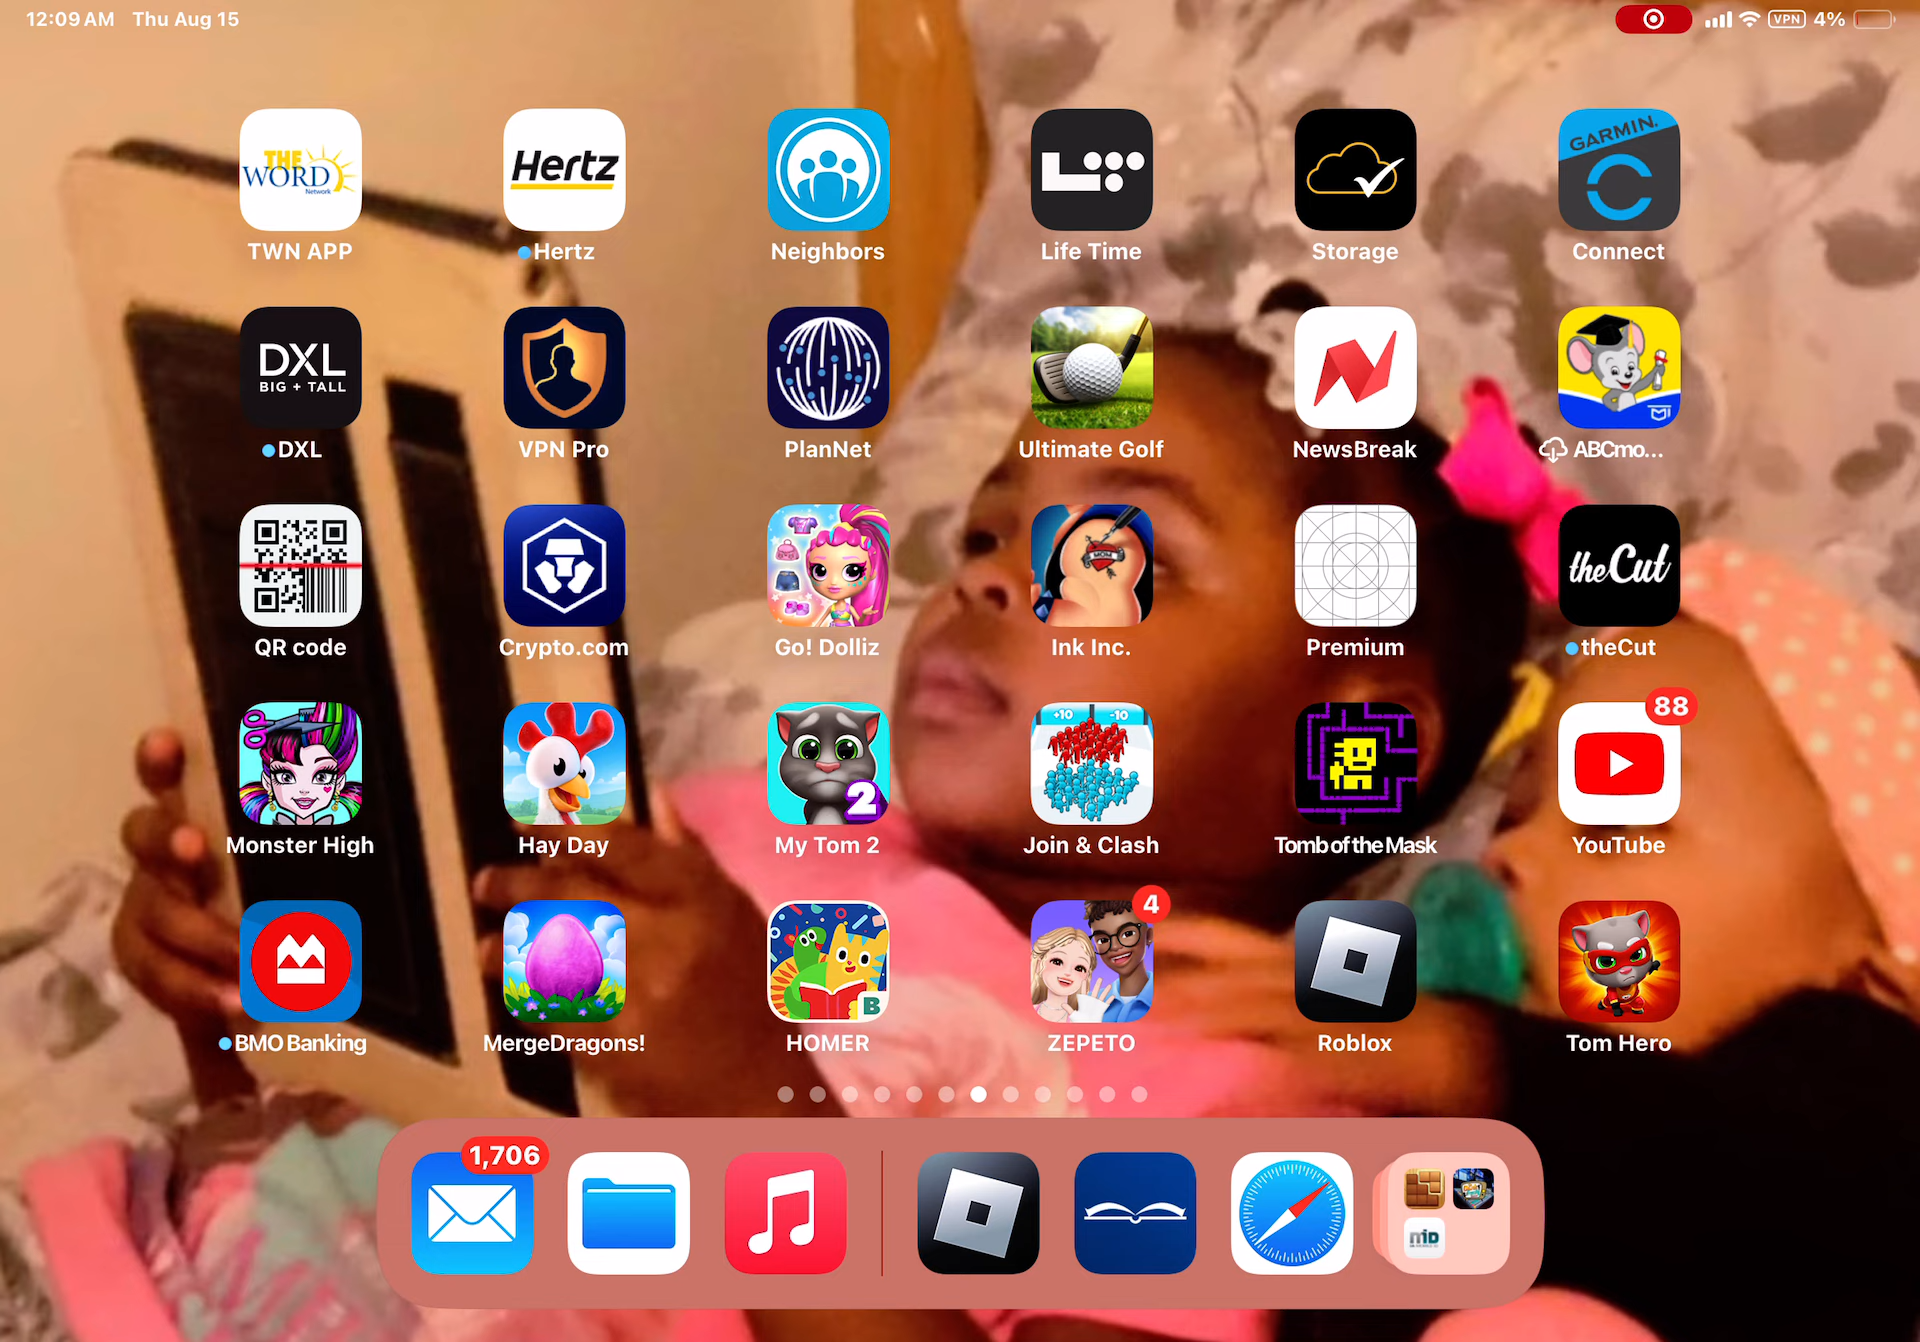 12:09 AM Thu Aug 15
VPN 4%
THE
WORD
Network
TWN APP
Hertz
Hertz
Neighbors
Life Time
Storage
GARMIN.
Connect
DXL
BIG + TALL
DXL
VPN Pro
PlanNet
Ultimate Golf
NewsBreak
ABCmo...
QR code
Crypto.com
Go! Dolliz
MOM
Ink Inc.
Premium
theCut
theCut
Monster High
Hay Day
2
My Tom 2
+10 -10
Join & Clash
Tomb of the Mask
88
YouTube
BMO Banking
MergeDragons!
B
HOMER
4
ZEPETO
Roblox
Tom Hero
1,706
mID